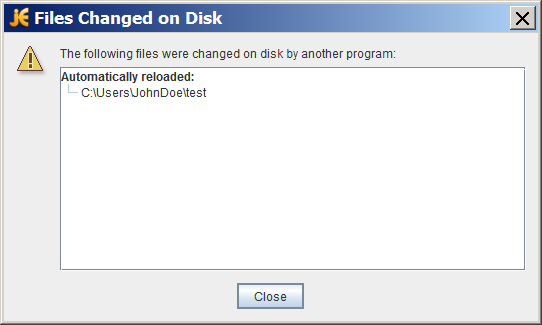 Files Changed on Disk
The following files were changed on disk by another program:
Automatically reloaded:
C:\Users\JohnDoe\test
Close